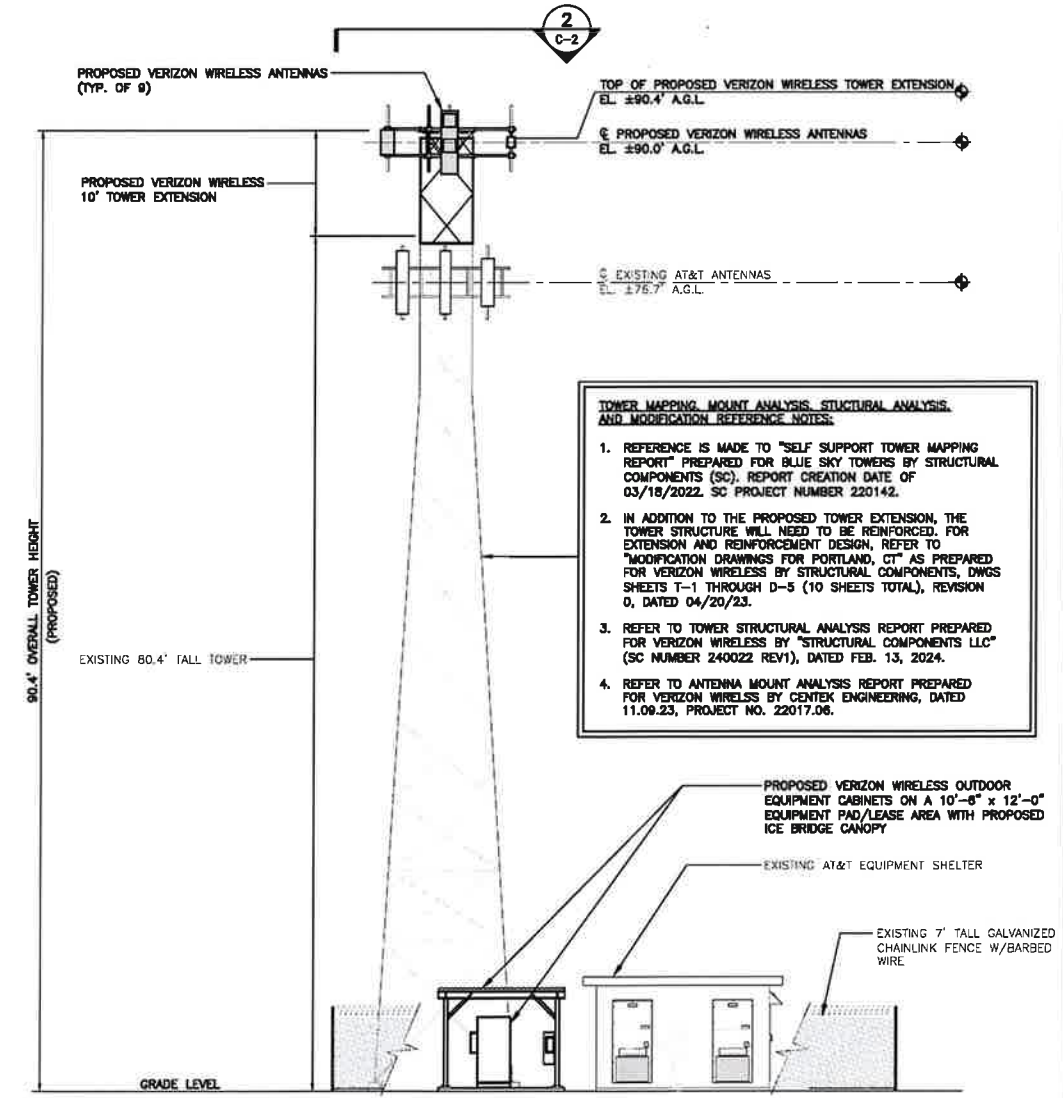 2
C-2
PROPOSED VERIZON WIRELESS ANTENNAS
(TYP. OF 9)
TOP OF PROPOSED VERIZON WIRELESS TOWER EXTENSION
EL. ±90.4' A.G.L.
℄ PROPOSED VERIZON WIRELESS ANTENNAS
EL. ±90.0' A.G.L.
PROPOSED VERIZON WIRELESS
10' TOWER EXTENSION
℄ EXISTING AT&T ANTENNAS
EL. ±76.7' A.G.L.
TOWER MAPPING, MOUNT ANALYSIS, STUCTURAL ANALYSIS,
AND MODIFICATION REFERENCE NOTES:
1. REFERENCE IS MADE TO "SELF SUPPORT TOWER MAPPING
REPORT" PREPARED FOR BLUE SKY TOWERS BY STRUCTURAL
COMPONENTS (SC). REPORT CREATION DATE OF
03/18/2022. SC PROJECT NUMBER 220142.
2. IN ADDITION TO THE PROPOSED TOWER EXTENSION, THE
TOWER STRUCTURE WILL NEED TO BE REINFORCED. FOR
EXTENSION AND REINFORCEMENT DESIGN, REFER TO
"MODIFICATION DRAWINGS FOR PORTLAND, CT" AS PREPARED
FOR VERIZON WIRELESS BY STRUCTURAL COMPONENTS, DWGS
SHEETS T-1 THROUGH D-5 (10 SHEETS TOTAL), REVISION
0, DATED 04/20/23.
3. REFER TO TOWER STRUCTURAL ANALYSIS REPORT PREPARED
FOR VERIZON WIRELESS BY "STRUCTURAL COMPONENTS LLC"
(SC NUMBER 240022 REV1), DATED FEB. 13, 2024.
4. REFER TO ANTENNA MOUNT ANALYSIS REPORT PREPARED
FOR VERIZON WIRELSS BY CENTEK ENGINEERING, DATED
11.09.23, PROJECT NO. 22017.06.
90.4' OVERALL TOWER HEIGHT
(PROPOSED)
EXISTING 80.4' TALL TOWER
PROPOSED VERIZON WIRELESS OUTDOOR
EQUIPMENT CABINETS ON A 10'-6" x 12'-0"
EQUIPMENT PAD/LEASE AREA WITH PROPOSED
ICE BRIDGE CANOPY
EXISTING AT&T EQUIPMENT SHELTER
EXISTING 7' TALL GALVANIZED
CHAINLINK FENCE W/BARBED
WIRE
GRADE LEVEL